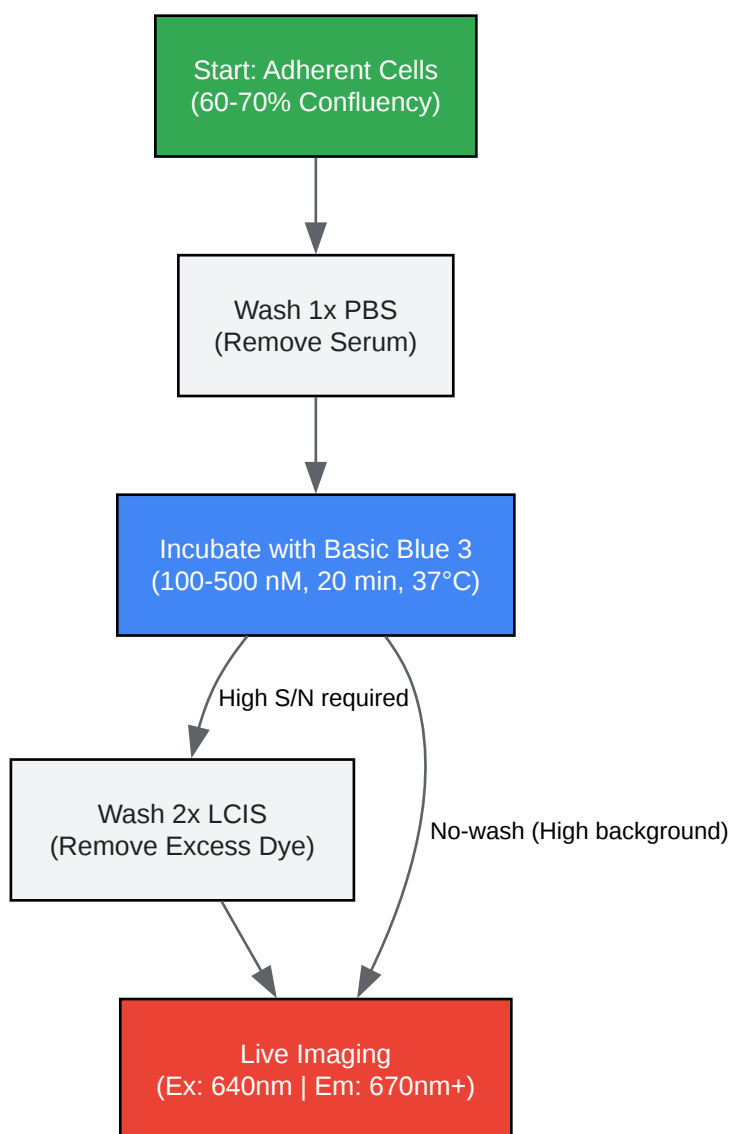 Start: Adherent Cells
(60-70% Confluency)
Wash 1x PBS
(Remove Serum)
Incubate with Basic Blue 3
(100-500 nM, 20 min, 37°C)
High S/N required
Wash 2x LCIS
(Remove Excess Dye)
No-wash (High background)
Live Imaging
(Ex: 640nm | Em: 670nm+)